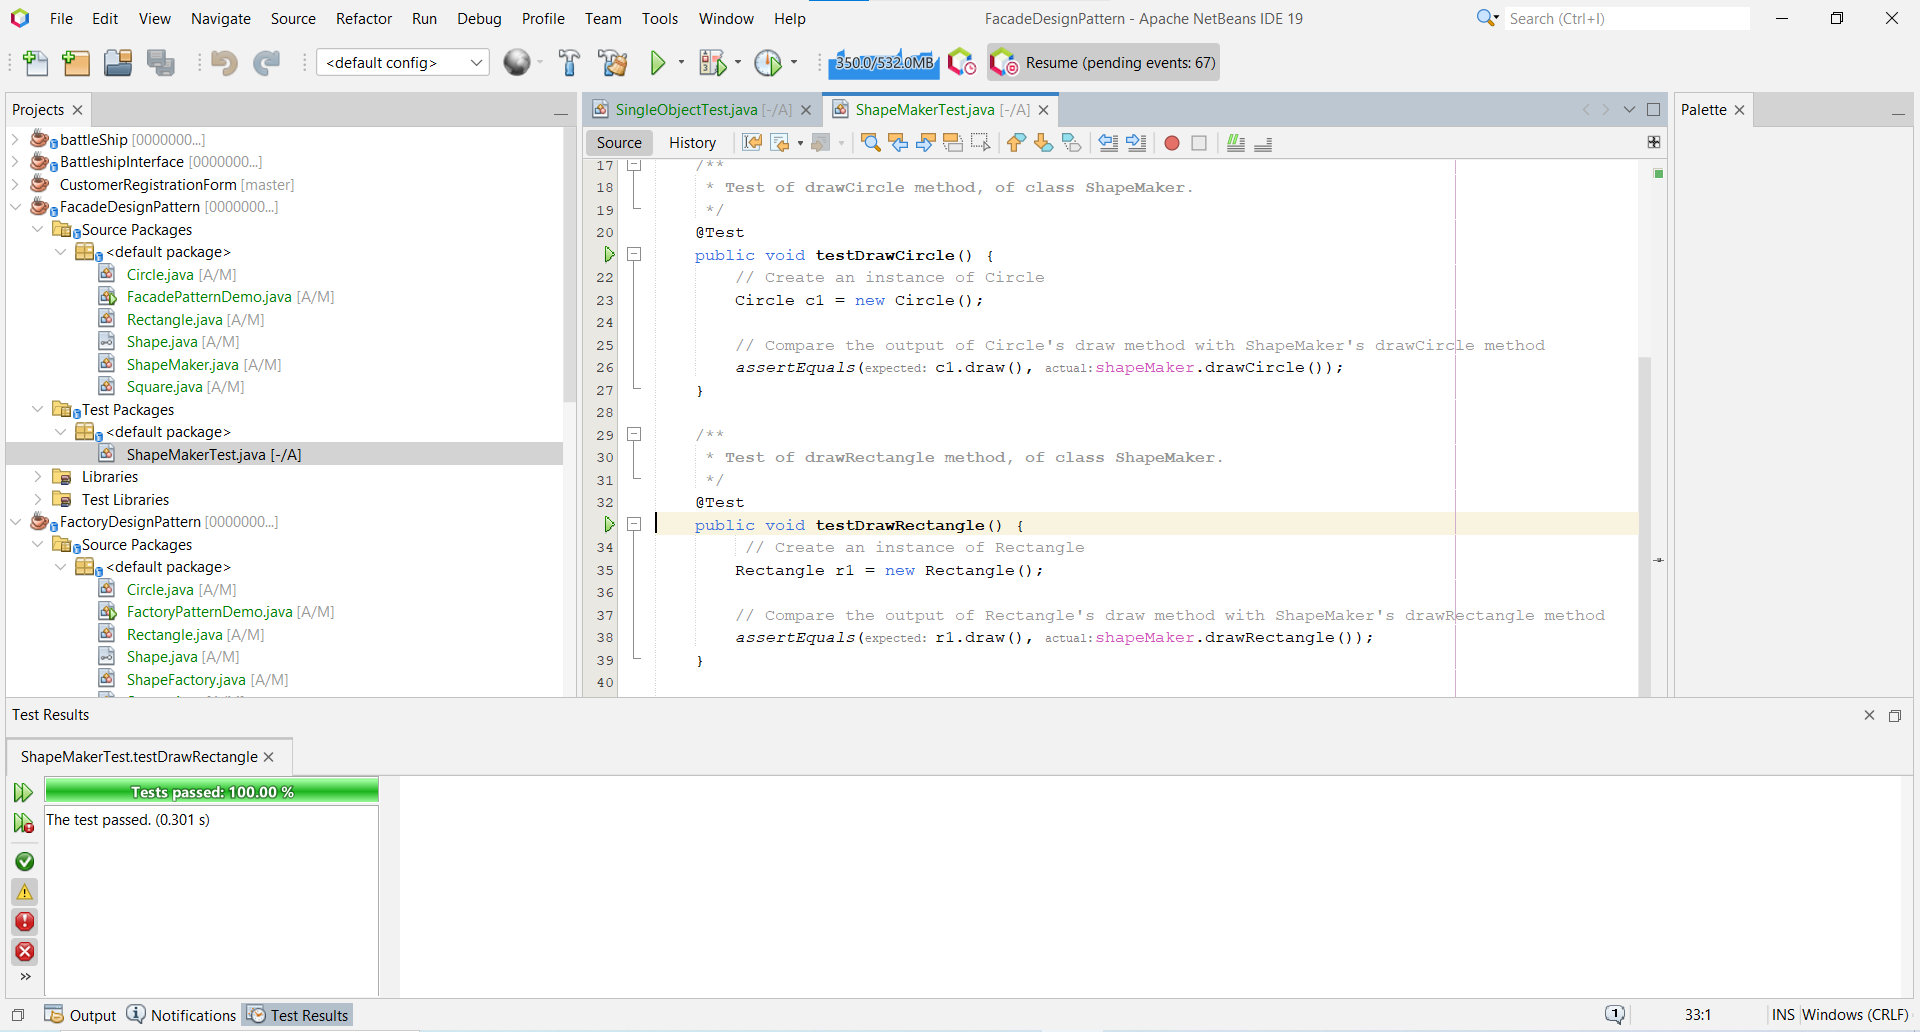 File Edit View Navigate Source Refactor Run Debug Profile Team Tools Window Help FacadeDesignPattern - Apache NetBeans IDE 19 Search (Ctrl+I)
<default config> 350.0/532.0MB Resume (pending events: 67)
Projects
battleShip [0000000...]
BattleshipInterface [0000000...]
CustomerRegistrationForm [master]
FacadeDesignPattern [0000000...]
Source Packages
<default package>
Circle.java [A/M]
FacadePatternDemo.java [A/M]
Rectangle.java [A/M]
Shape.java [A/M]
ShapeMaker.java [A/M]
Square.java [A/M]
Test Packages
<default package>
ShapeMakerTest.java [-/A]
Libraries
Test Libraries
FactoryDesignPattern [0000000...]
Source Packages
<default package>
Circle.java [A/M]
FactoryPatternDemo.java [A/M]
Rectangle.java [A/M]
Shape.java [A/M]
ShapeFactory.java [A/M]
SingleObjectTest.java [-/A] ShapeMakerTest.java [-/A]
Source History
17 /**
18 * Test of drawCircle method, of class ShapeMaker.
19 */
20 @Test
public void testDrawCircle() {
22 // Create an instance of Circle
23 Circle c1 = new Circle();
24
25 // Compare the output of Circle's draw method with ShapeMaker's drawCircle method
26 assertEquals(expected: c1.draw(), actual:shapeMaker.drawCircle());
27 }
28
29 /**
30 * Test of drawRectangle method, of class ShapeMaker.
31 */
32 @Test
public void testDrawRectangle() {
34 // Create an instance of Rectangle
35 Rectangle r1 = new Rectangle();
36
37 // Compare the output of Rectangle's draw method with ShapeMaker's drawRectangle method
38 assertEquals(expected: r1.draw(), actual:shapeMaker.drawRectangle());
39 }
40
Palette
Test Results
ShapeMakerTest.testDrawRectangle
Tests passed: 100.00 %
The test passed. (0.301 s)
Output Notifications Test Results 1 33:1 INS Windows (CRLF)